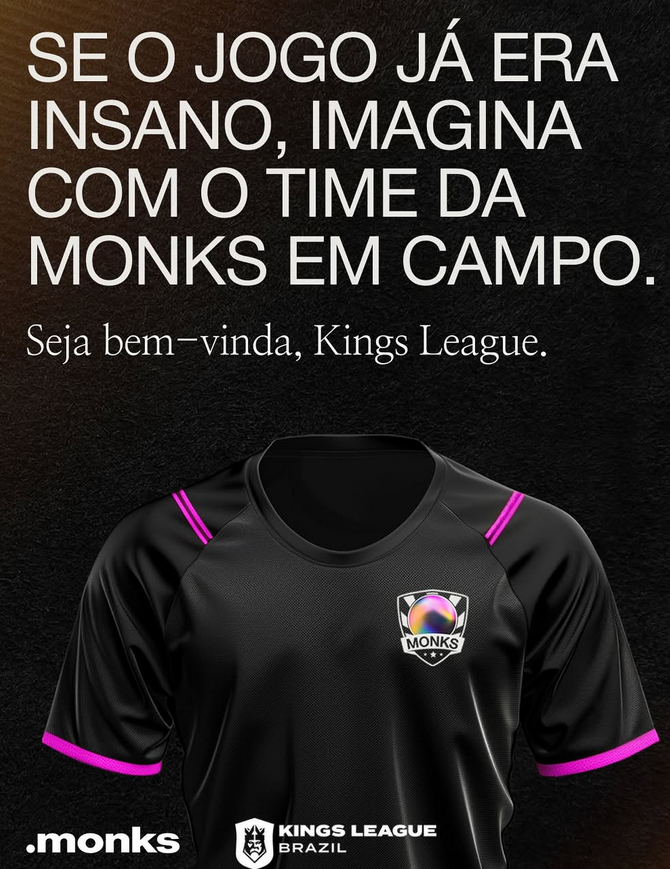 SE O JOGO JÁ ERA
INSANO, IMAGINA
COM O TIME DA
MONKS EM CAMPO.
Seja bem-vinda, Kings League.
MONKS
.monks
KINGS LEAGUE
BRAZIL